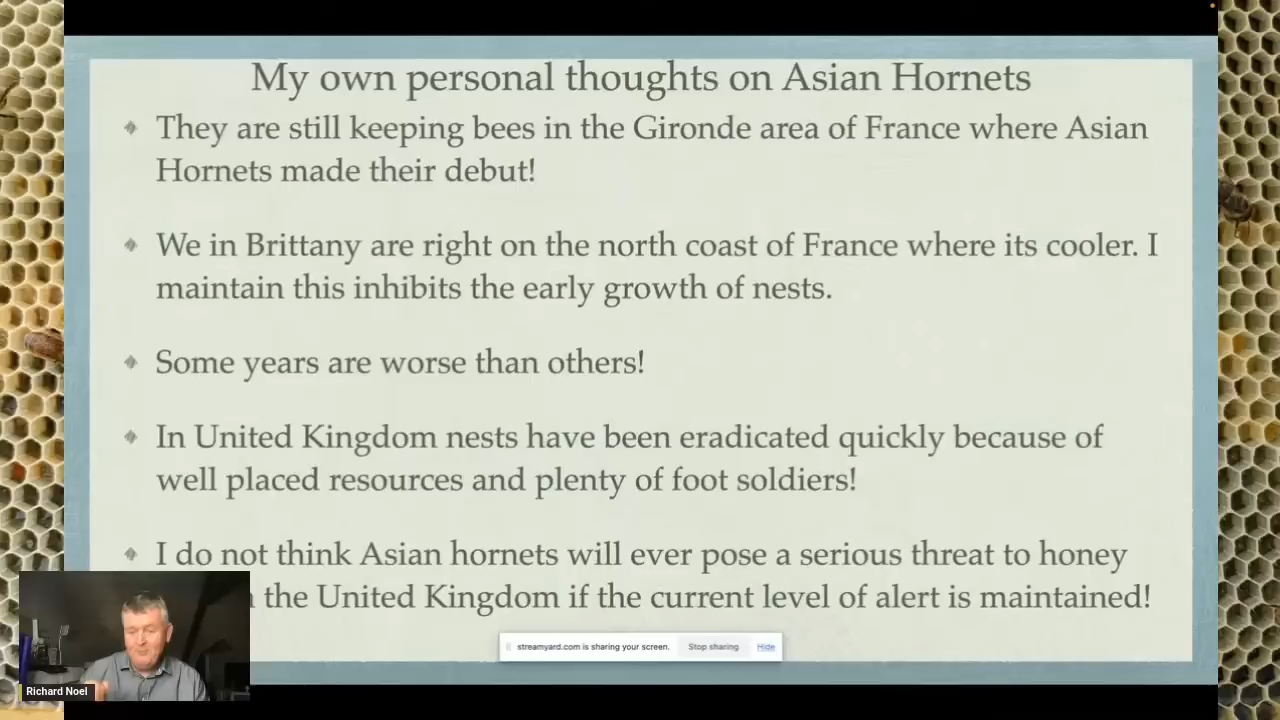 My own personal thoughts on Asian Hornets
They are still keeping bees in the Gironde area of France where Asian
Hornets made their debut!
We in Brittany are right on the north coast of France where its cooler. I
maintain this inhibits the early growth of nests.
Some years are worse than others!
In United Kingdom nests have been eradicated quickly because of
well placed resources and plenty of foot soldiers!
I do not think Asian hornets will ever pose a serious threat to honey
the United Kingdom if the current level of alert is maintained!
streamyard.com is sharing your screen. Stop sharing Hide
Richard Noel